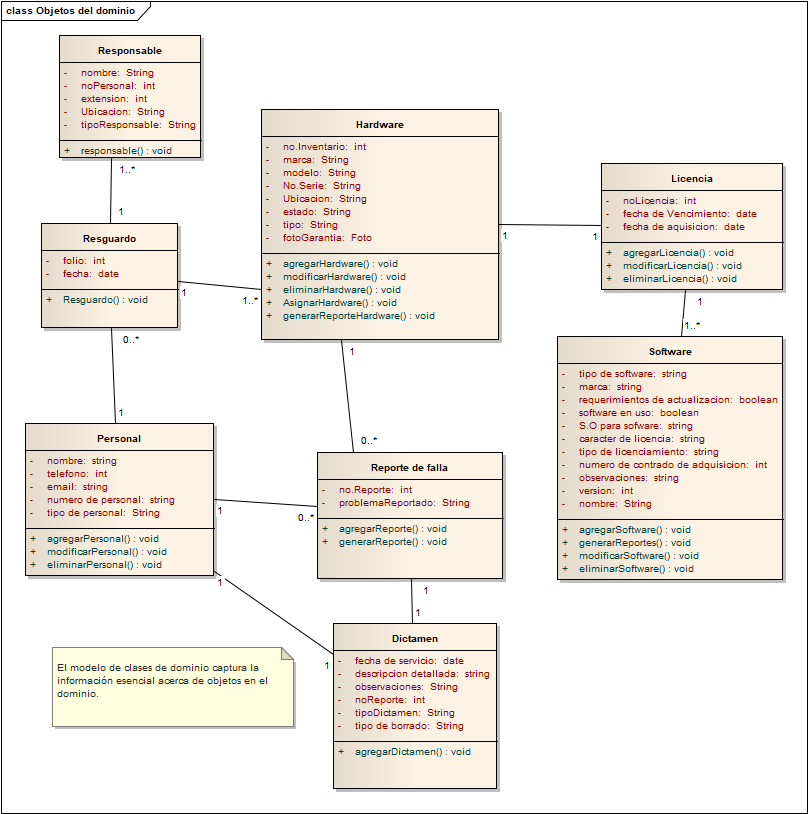 class Objetos del dominio
Responsable
- nombre: String
- noPersonal: int
- extension: int
- Ubicacion: String
- tipoResponsable: String
+ responsable() : void
1..*
1
Resguardo
- folio: int
- fecha: date
+ Resguardo() : void
1
1..*
0..*
1
Hardware
- no.Inventario: int
- marca: String
- modelo: String
- No.Serie: String
- Ubicacion: String
- estado: String
- tipo: String
- fotoGarantia: Foto
+ agregarHardware() : void
+ modificarHardware() : void
+ eliminarHardware() : void
+ AsignarHardware() : void
+ generarReporteHardware() : void
1
1
1
0..*
Licencia
- noLicencia: int
- fecha de Vencimiento: date
- fecha de aquisicion: date
+ agregarLicencia() : void
+ modificarLicencia() : void
+ eliminarLicencia() : void
1
1..*
Software
- tipo de software: string
- marca: string
- requerimientos de actualizacion: boolean
- software en uso: boolean
- S.O para sofware: string
- caracter de licencia: string
- tipo de licenciamiento: string
- numero de contrado de adquisicion: int
- observaciones: string
- version: int
- nombre: String
+ agregarSoftware() : void
+ generarReportes() : void
+ modificarSoftware() : void
+ eliminarSoftware() : void
Personal
- nombre: string
- telefono: int
- email: string
- numero de personal: string
- tipo de personal: String
+ agregarPersonal() : void
+ modificarPersonal() : void
+ eliminarPersonal() : void
1
0..*
1
1
Reporte de falla
- no.Reporte: int
- problemaReportado: String
+ agregarReporte() : void
+ generarReporte() : void
1
1
Dictamen
- fecha de servicio: date
- descripcion detallada: string
- observaciones: String
- noReporte: int
- tipoDictamen: String
- tipo de borrado: String
+ agregarDictamen() : void
El modelo de clases de dominio captura la
información esencial acerca de objetos en el
dominio.